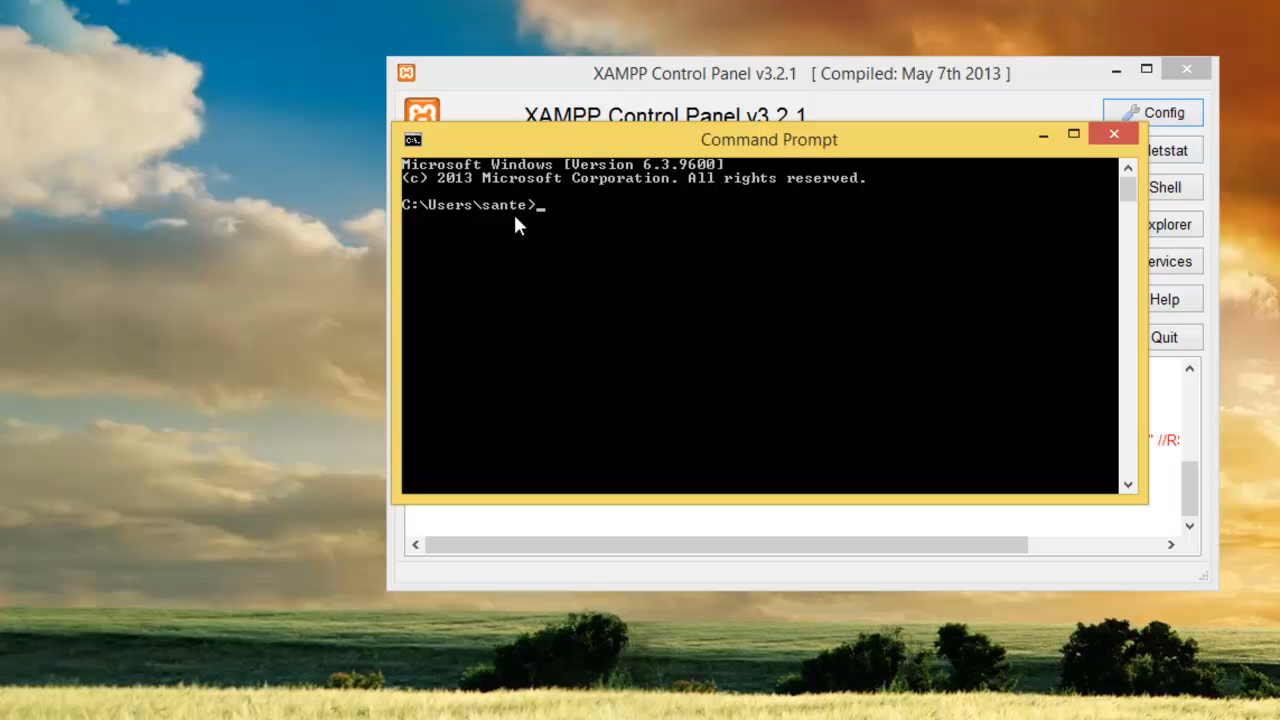 XAMPP Control Panel v3.2.1 [ Compiled: May 7th 2013 ]
XAMPP Control Panel v3.2.1
Config
Command Prompt
Microsoft Windows [Version 6.3.9600]
(c) 2013 Microsoft Corporation. All rights reserved.
C:\Users\sante>_
etstat
Shell
xplorer
ervices
Help
Quit
" //RS